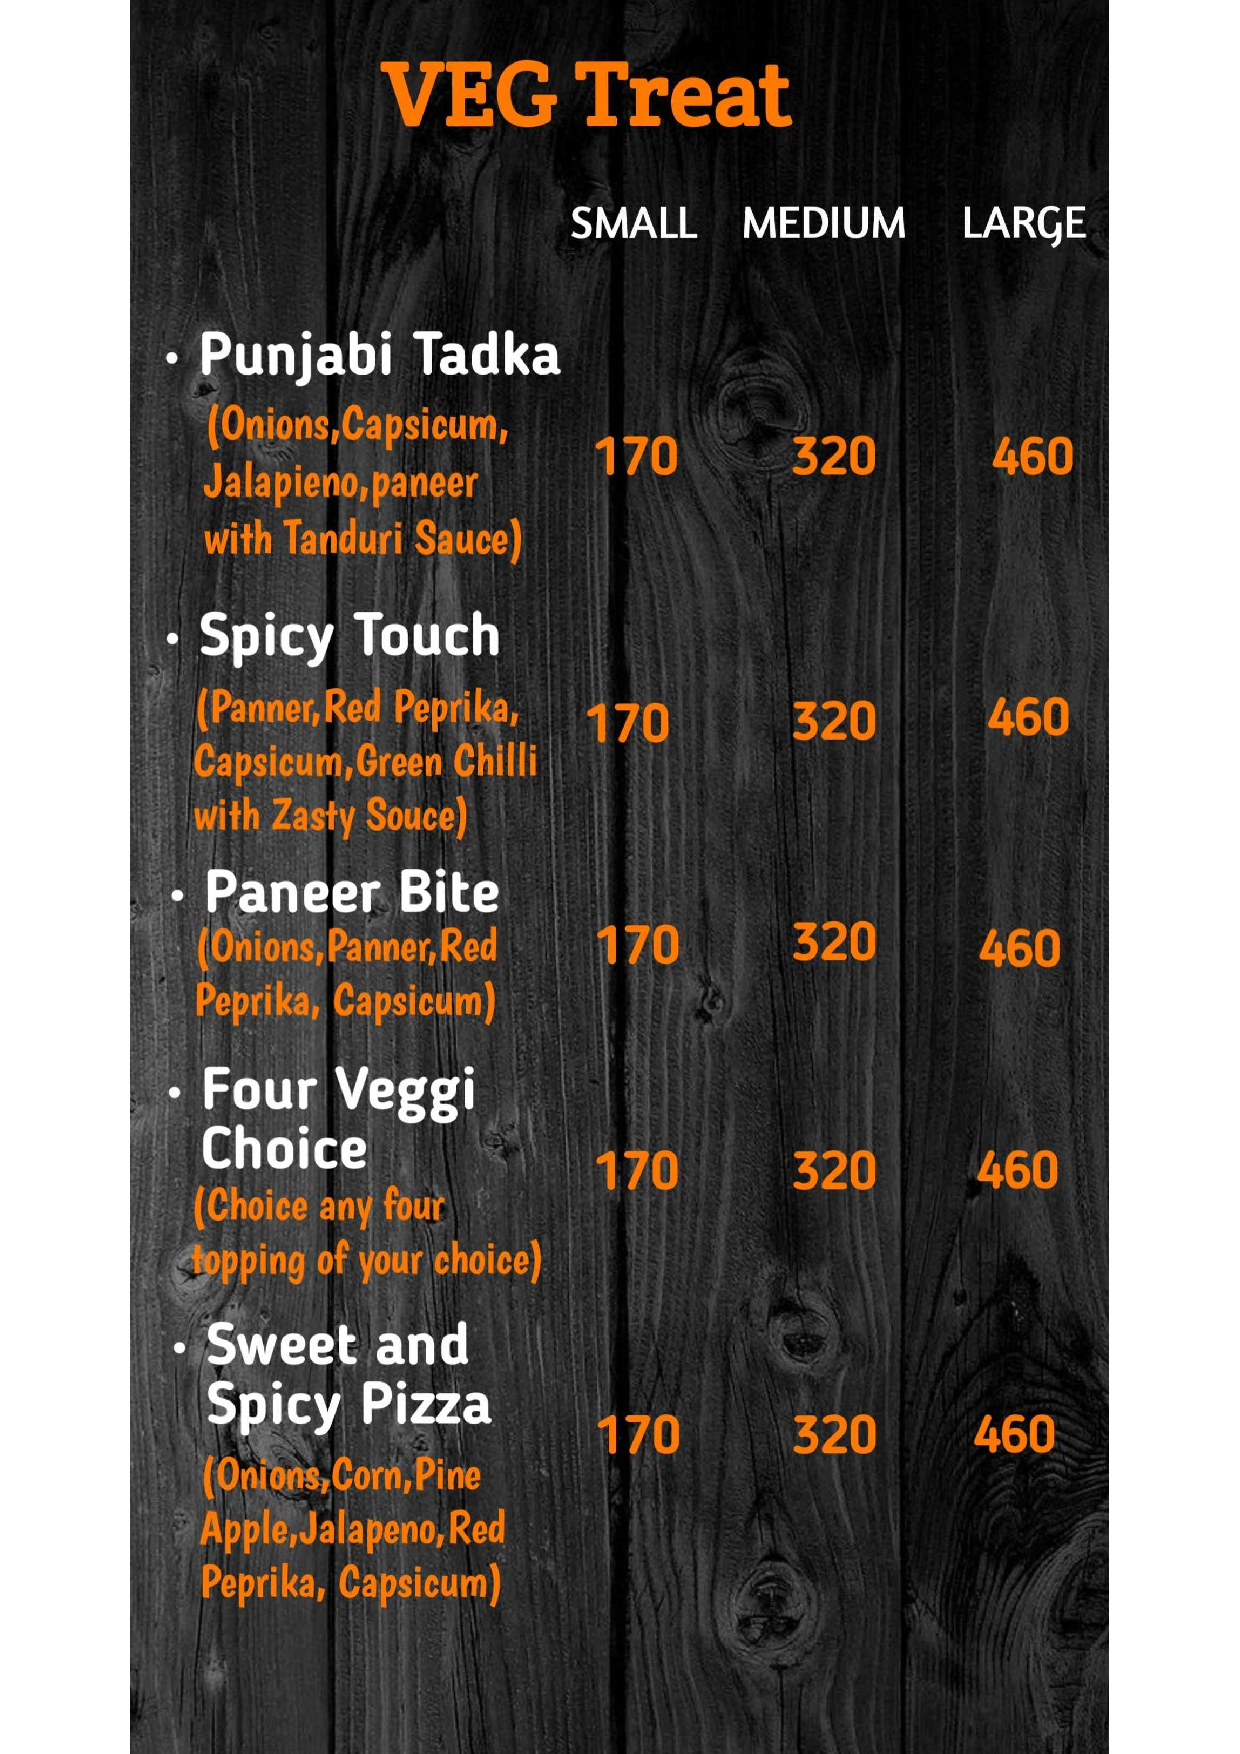 VEG Treat
SMALL MEDIUM LARGE
• Punjabi Tadka
(Onions,Capsicum,
Jalapieno,paneer
with Tanduri Sauce)
170 320 460
• Spicy Touch
(Panner,Red Peprika,
Capsicum,Green Chilli
with Zasty Souce)
170 320 460
• Paneer Bite
(Onions,Panner,Red
Peprika, Capsicum)
170 320 460
• Four Veggi
Choice
(Choice any four
topping of your choice)
170 320 460
• Sweet and
Spicy Pizza
(Onions,Corn,Pine
Apple,Jalapeno,Red
Peprika, Capsicum)
170 320 460